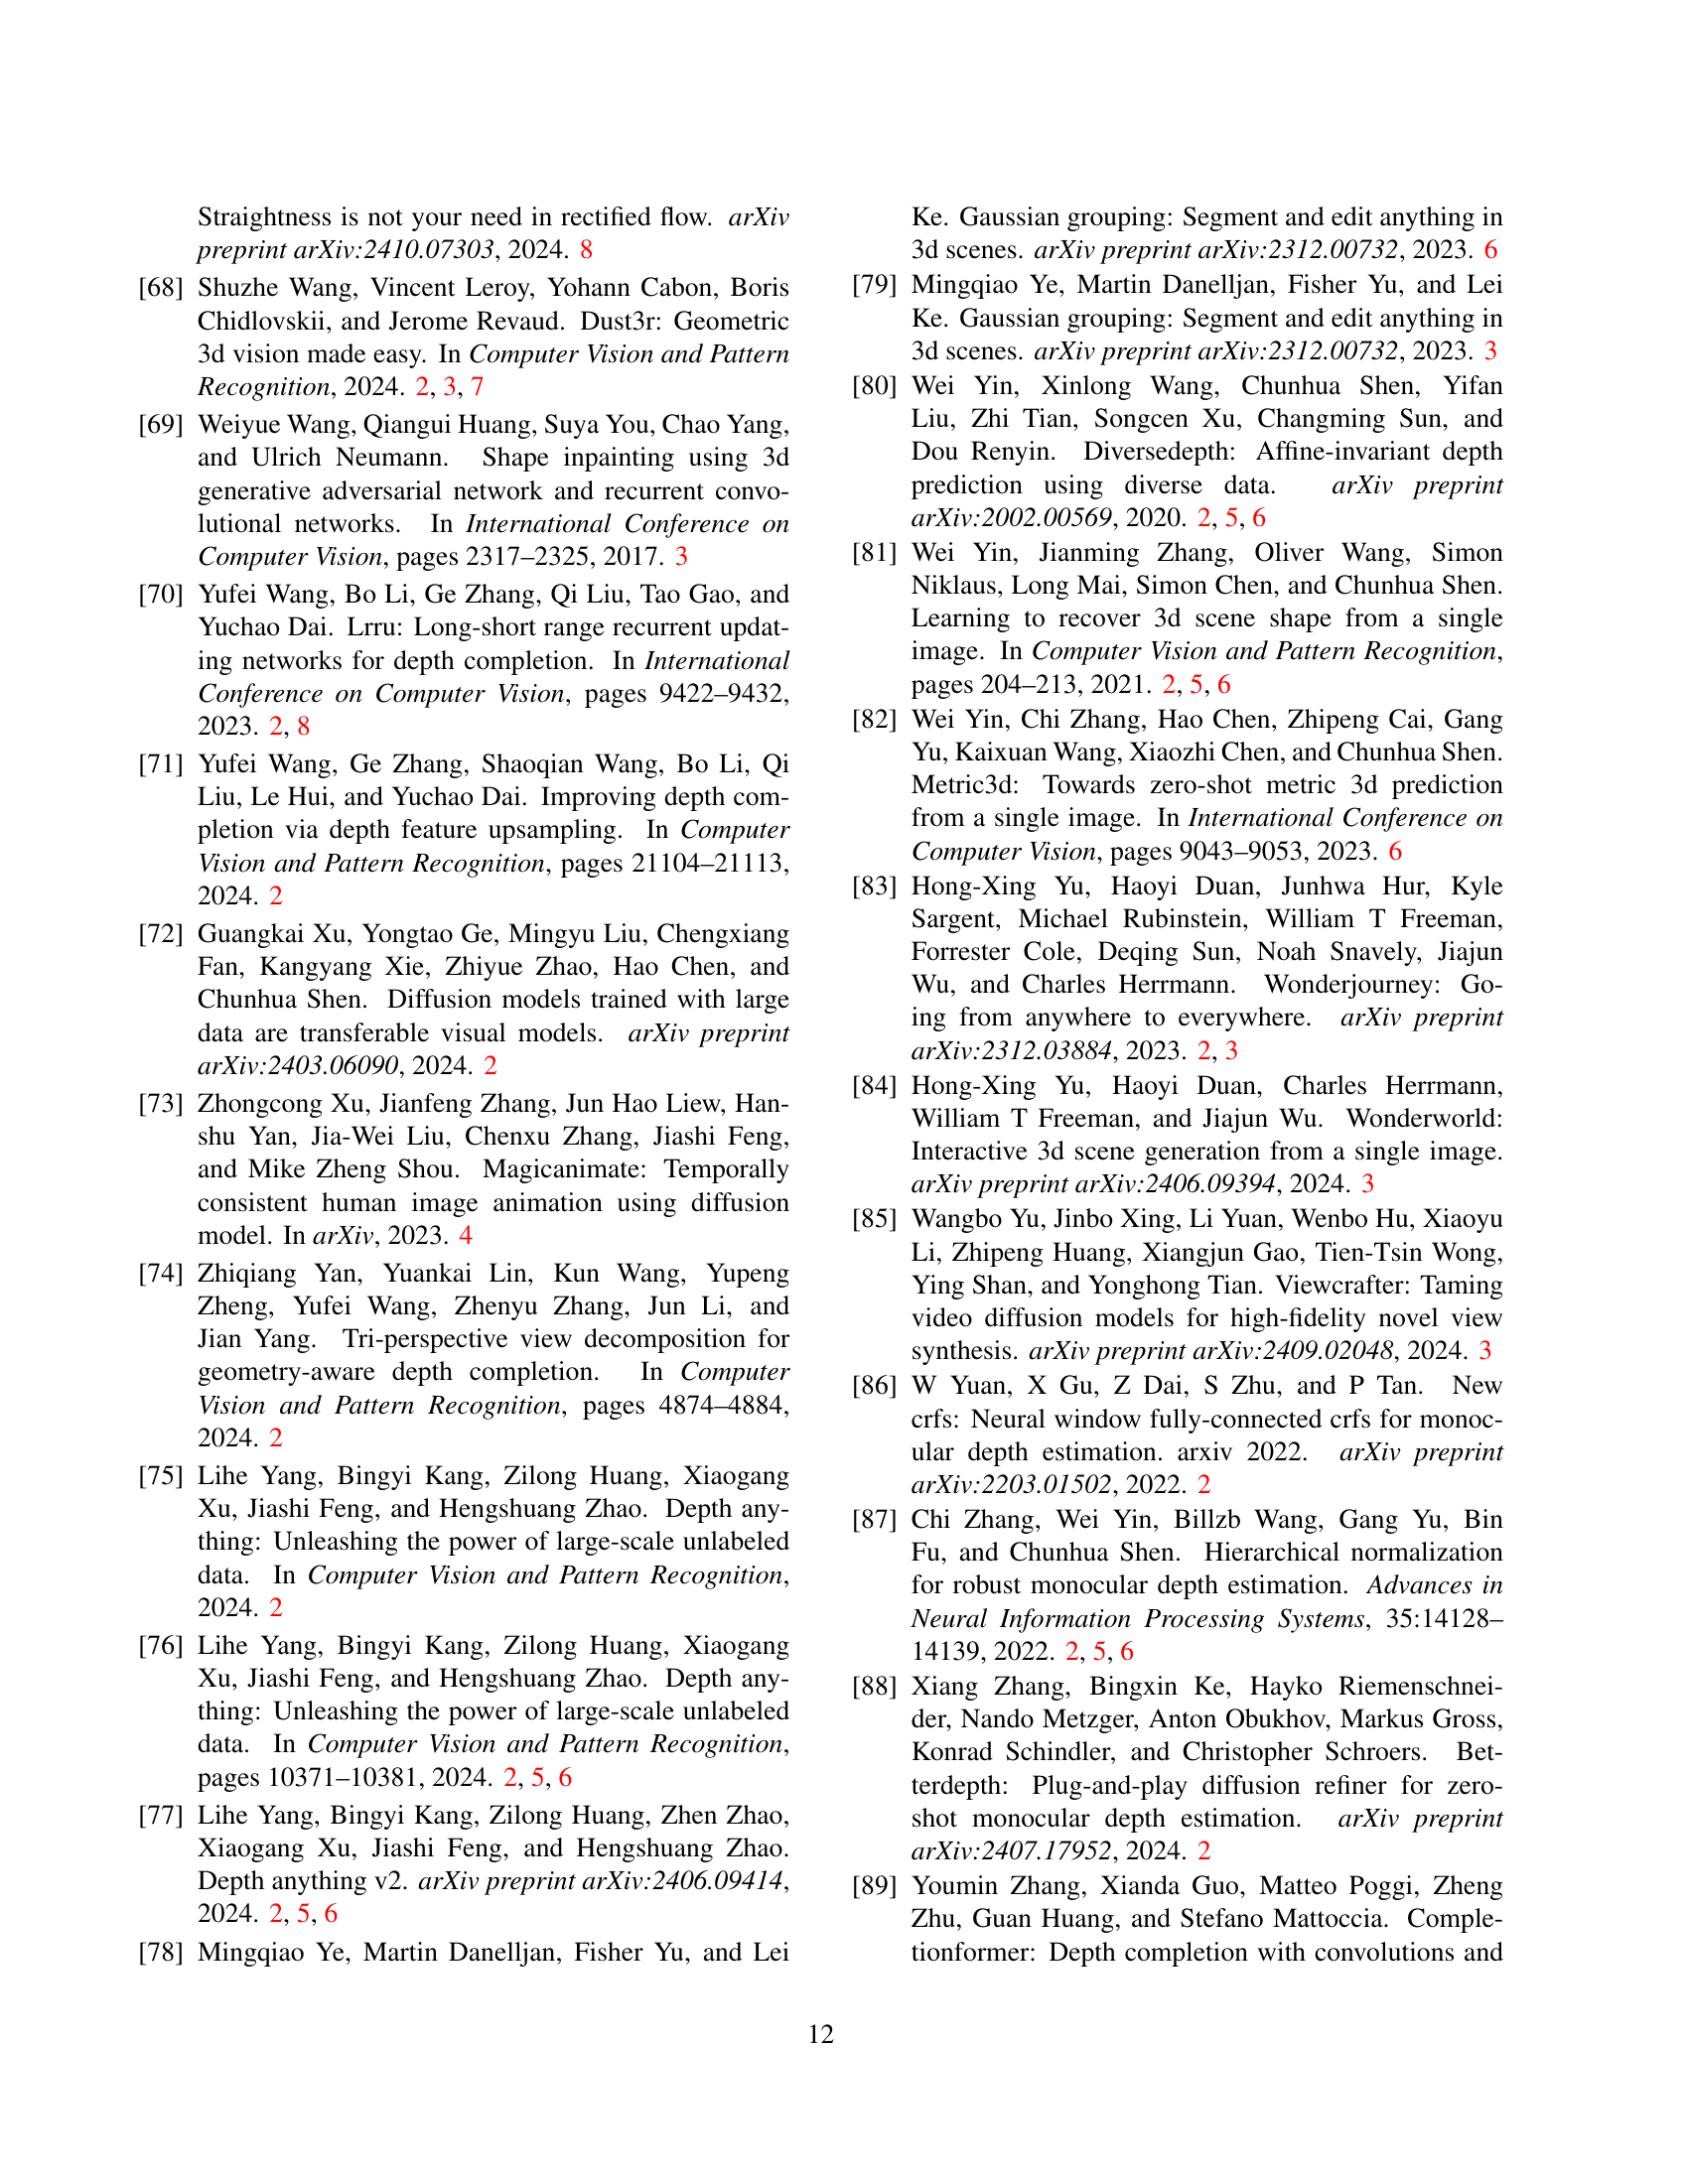 Straightness is not your need in rectified flow. arXiv
preprint arXiv:2410.07303, 2024. 8
[68] Shuzhe Wang, Vincent Leroy, Yohann Cabon, Boris
Chidlovskii, and Jerome Revaud. Dust3r: Geometric
3d vision made easy. In Computer Vision and Pattern
Recognition, 2024. 2, 3, 7
[69] Weiyue Wang, Qiangui Huang, Suya You, Chao Yang,
and Ulrich Neumann. Shape inpainting using 3d
generative adversarial network and recurrent convo-
lutional networks. In International Conference on
Computer Vision, pages 2317–2325, 2017. 3
[70] Yufei Wang, Bo Li, Ge Zhang, Qi Liu, Tao Gao, and
Yuchao Dai. Lrru: Long-short range recurrent updat-
ing networks for depth completion. In International
Conference on Computer Vision, pages 9422–9432,
2023. 2, 8
[71] Yufei Wang, Ge Zhang, Shaoqian Wang, Bo Li, Qi
Liu, Le Hui, and Yuchao Dai. Improving depth com-
pletion via depth feature upsampling. In Computer
Vision and Pattern Recognition, pages 21104–21113,
2024. 2
[72] Guangkai Xu, Yongtao Ge, Mingyu Liu, Chengxiang
Fan, Kangyang Xie, Zhiyue Zhao, Hao Chen, and
Chunhua Shen. Diffusion models trained with large
data are transferable visual models. arXiv preprint
arXiv:2403.06090, 2024. 2
[73] Zhongcong Xu, Jianfeng Zhang, Jun Hao Liew, Han-
shu Yan, Jia-Wei Liu, Chenxu Zhang, Jiashi Feng,
and Mike Zheng Shou. Magicanimate: Temporally
consistent human image animation using diffusion
model. In arXiv, 2023. 4
[74] Zhiqiang Yan, Yuankai Lin, Kun Wang, Yupeng
Zheng, Yufei Wang, Zhenyu Zhang, Jun Li, and
Jian Yang. Tri-perspective view decomposition for
geometry-aware depth completion. In Computer
Vision and Pattern Recognition, pages 4874–4884,
2024. 2
[75] Lihe Yang, Bingyi Kang, Zilong Huang, Xiaogang
Xu, Jiashi Feng, and Hengshuang Zhao. Depth any-
thing: Unleashing the power of large-scale unlabeled
data. In Computer Vision and Pattern Recognition,
2024. 2
[76] Lihe Yang, Bingyi Kang, Zilong Huang, Xiaogang
Xu, Jiashi Feng, and Hengshuang Zhao. Depth any-
thing: Unleashing the power of large-scale unlabeled
data. In Computer Vision and Pattern Recognition,
pages 10371–10381, 2024. 2, 5, 6
[77] Lihe Yang, Bingyi Kang, Zilong Huang, Zhen Zhao,
Xiaogang Xu, Jiashi Feng, and Hengshuang Zhao.
Depth anything v2. arXiv preprint arXiv:2406.09414,
2024. 2, 5, 6
[78] Mingqiao Ye, Martin Danelljan, Fisher Yu, and Lei
Ke. Gaussian grouping: Segment and edit anything in
3d scenes. arXiv preprint arXiv:2312.00732, 2023. 6
[79] Mingqiao Ye, Martin Danelljan, Fisher Yu, and Lei
Ke. Gaussian grouping: Segment and edit anything in
3d scenes. arXiv preprint arXiv:2312.00732, 2023. 3
[80] Wei Yin, Xinlong Wang, Chunhua Shen, Yifan
Liu, Zhi Tian, Songcen Xu, Changming Sun, and
Dou Renyin. Diversedepth: Affine-invariant depth
prediction using diverse data. arXiv preprint
arXiv:2002.00569, 2020. 2, 5, 6
[81] Wei Yin, Jianming Zhang, Oliver Wang, Simon
Niklaus, Long Mai, Simon Chen, and Chunhua Shen.
Learning to recover 3d scene shape from a single
image. In Computer Vision and Pattern Recognition,
pages 204–213, 2021. 2, 5, 6
[82] Wei Yin, Chi Zhang, Hao Chen, Zhipeng Cai, Gang
Yu, Kaixuan Wang, Xiaozhi Chen, and Chunhua Shen.
Metric3d: Towards zero-shot metric 3d prediction
from a single image. In International Conference on
Computer Vision, pages 9043–9053, 2023. 6
[83] Hong-Xing Yu, Haoyi Duan, Junhwa Hur, Kyle
Sargent, Michael Rubinstein, William T Freeman,
Forrester Cole, Deqing Sun, Noah Snavely, Jiajun
Wu, and Charles Herrmann. Wonderjourney: Go-
ing from anywhere to everywhere. arXiv preprint
arXiv:2312.03884, 2023. 2, 3
[84] Hong-Xing Yu, Haoyi Duan, Charles Herrmann,
William T Freeman, and Jiajun Wu. Wonderworld:
Interactive 3d scene generation from a single image.
arXiv preprint arXiv:2406.09394, 2024. 3
[85] Wangbo Yu, Jinbo Xing, Li Yuan, Wenbo Hu, Xiaoyu
Li, Zhipeng Huang, Xiangjun Gao, Tien-Tsin Wong,
Ying Shan, and Yonghong Tian. Viewcrafter: Taming
video diffusion models for high-fidelity novel view
synthesis. arXiv preprint arXiv:2409.02048, 2024. 3
[86] W Yuan, X Gu, Z Dai, S Zhu, and P Tan. New
crfs: Neural window fully-connected crfs for monoc-
ular depth estimation. arxiv 2022. arXiv preprint
arXiv:2203.01502, 2022. 2
[87] Chi Zhang, Wei Yin, Billzb Wang, Gang Yu, Bin
Fu, and Chunhua Shen. Hierarchical normalization
for robust monocular depth estimation. Advances in
Neural Information Processing Systems, 35:14128–
14139, 2022. 2, 5, 6
[88] Xiang Zhang, Bingxin Ke, Hayko Riemenschnei-
der, Nando Metzger, Anton Obukhov, Markus Gross,
Konrad Schindler, and Christopher Schroers. Bet-
terdepth: Plug-and-play diffusion refiner for zero-
shot monocular depth estimation. arXiv preprint
arXiv:2407.17952, 2024. 2
[89] Youmin Zhang, Xianda Guo, Matteo Poggi, Zheng
Zhu, Guan Huang, and Stefano Mattoccia. Comple-
tionformer: Depth completion with convolutions and
12